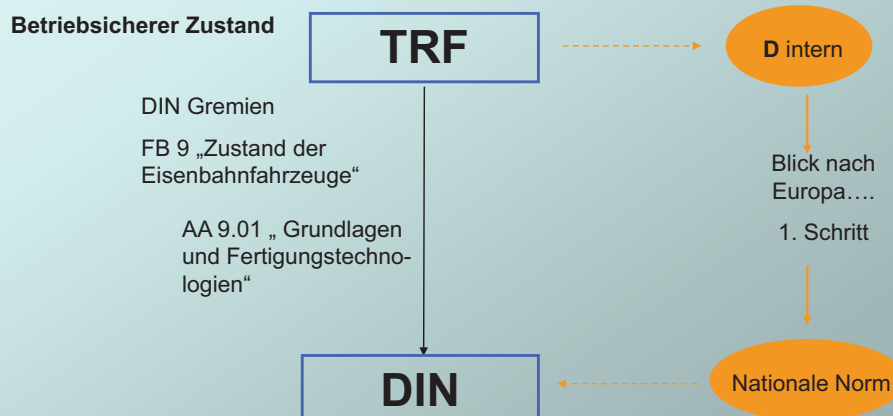 Betriebsicherer Zustand
TRF
D intern
DIN Gremien
FB 9 „Zustand der
Eisenbahnfahrzeuge“
AA 9.01 „ Grundlagen
und Fertigungstechno-
logien“
Blick nach
Europa….
1. Schritt
DIN
Nationale Norm